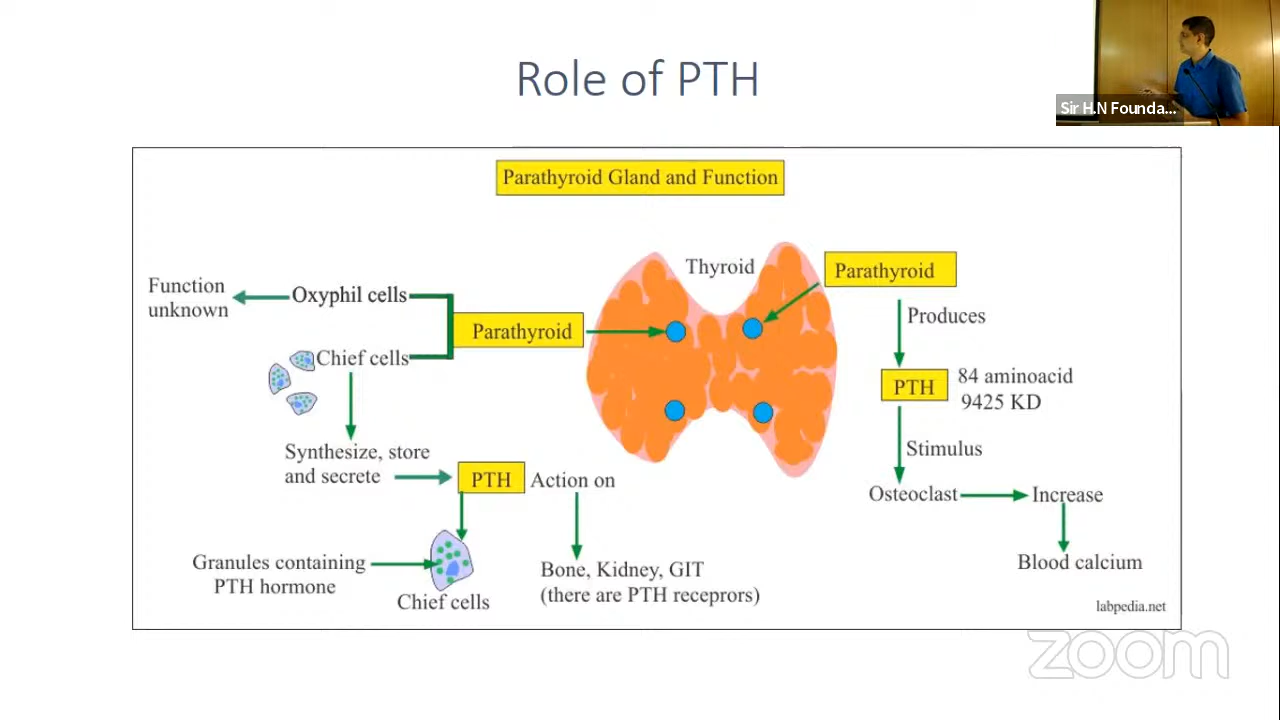 Role of PTH
Sir H.N Founda...
Parathyroid Gland and Function
Thyroid
Parathyroid
Function
unknown
Oxyphil cells
Parathyroid
Chief cells
Produces
PTH
84 aminoacid
9425 KD
Synthesize, store
and secrete
PTH
Action on
Stimulus
Osteoclast
Increase
Blood calcium
Granules containing
PTH hormone
Chief cells
Bone, Kidney, GIT
(there are PTH receprors)
labpedia.net
zoom